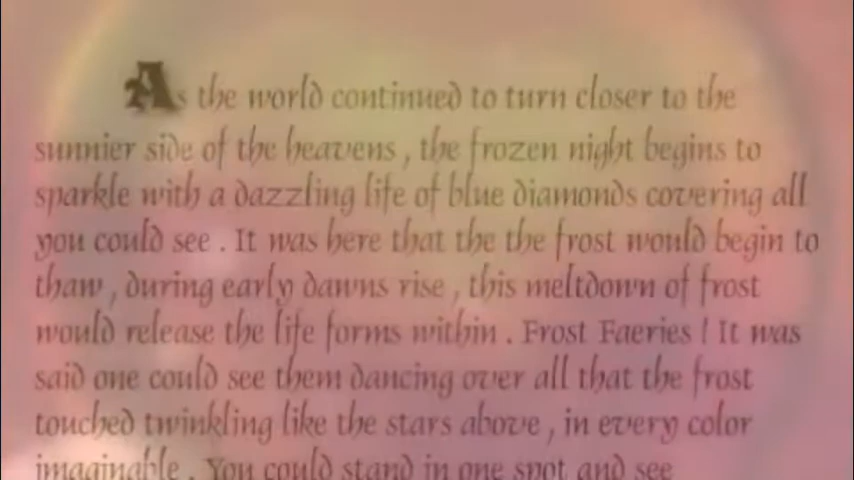 As the world continued to turn closer to the
sunnier side of the heavens , the frozen night begins to
sparkle with a dazzling life of blue diamonds covering all
you could see . It was here that the the frost would begin to
thaw , during early dawns rise , this meltdown of frost
would release the life forms within . Frost Faeries ! It was
said one could see them dancing over all that the frost
touched twinkling like the stars above , in every color
imaginable . You could stand in one spot and see